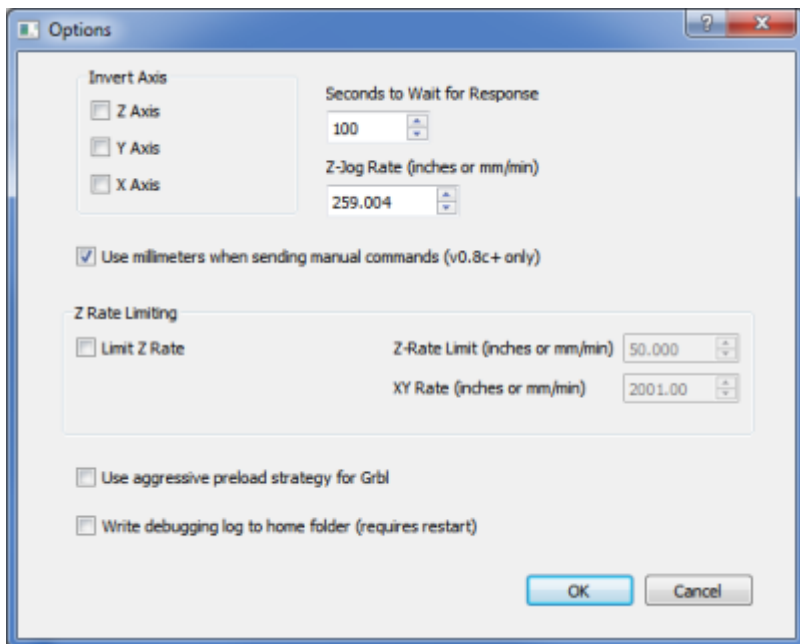 Options
Invert Axis
Z Axis
Y Axis
X Axis
Seconds to Wait for Response
100
Z-Jog Rate (inches or mm/min)
259.004
Use millimeters when sending manual commands (v0.8c+ only)
Z Rate Limiting
Limit Z Rate
Z-Rate Limit (inches or mm/min) 50.000
XY Rate (inches or mm/min) 2001.00
Use aggressive preload strategy for Grbl
Write debugging log to home folder (requires restart)
OK Cancel